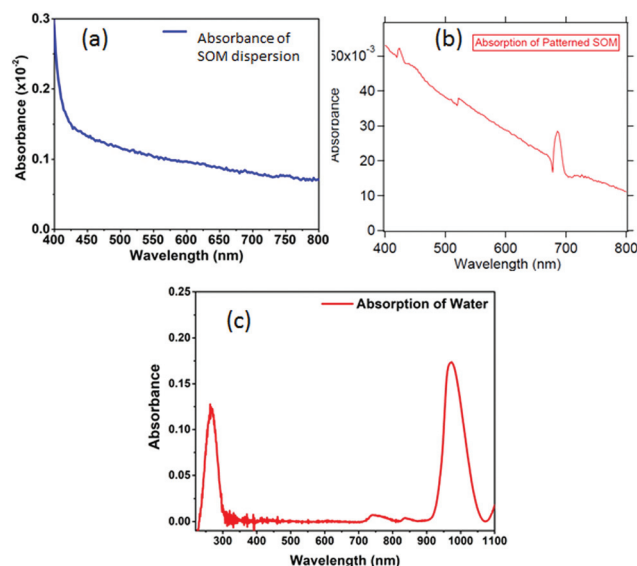 (a)
Absorbance of
SOM dispersion
Absorbance (x10⁻²)
0.3
0.2
0.1
0.0
400 450 500 550 600 650 700 750 800
Wavelength (nm)
(b)
Absorption of Patterned SOM
Absorbance
50x10⁻³
40
30
20
10
0
400 500 600 700 800
Wavelength (nm)
(c)
Absorption of Water
Absorbance
0.25
0.20
0.15
0.10
0.05
0.00
300 400 500 600 700 800 900 1000 1100
Wavelength (nm)